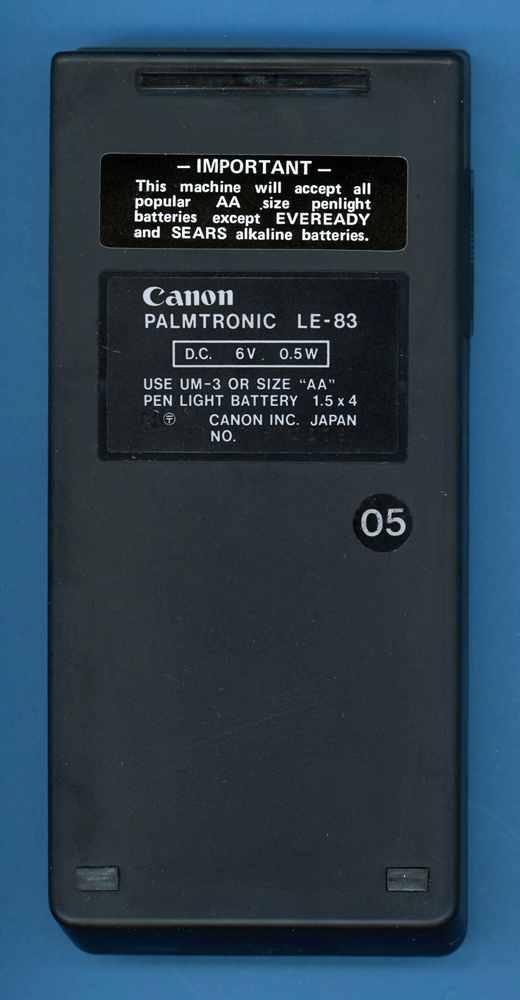 – IMPORTANT –
This machine will accept all
popular AA size penlight
batteries except EVEREADY
and SEARS alkaline batteries.
Canon
PALMTRONIC LE-83
D.C. 6V. 0.5W
USE UM-3 OR SIZE "AA"
PEN LIGHT BATTERY 1.5 x 4
〒 CANON INC. JAPAN
NO.
05